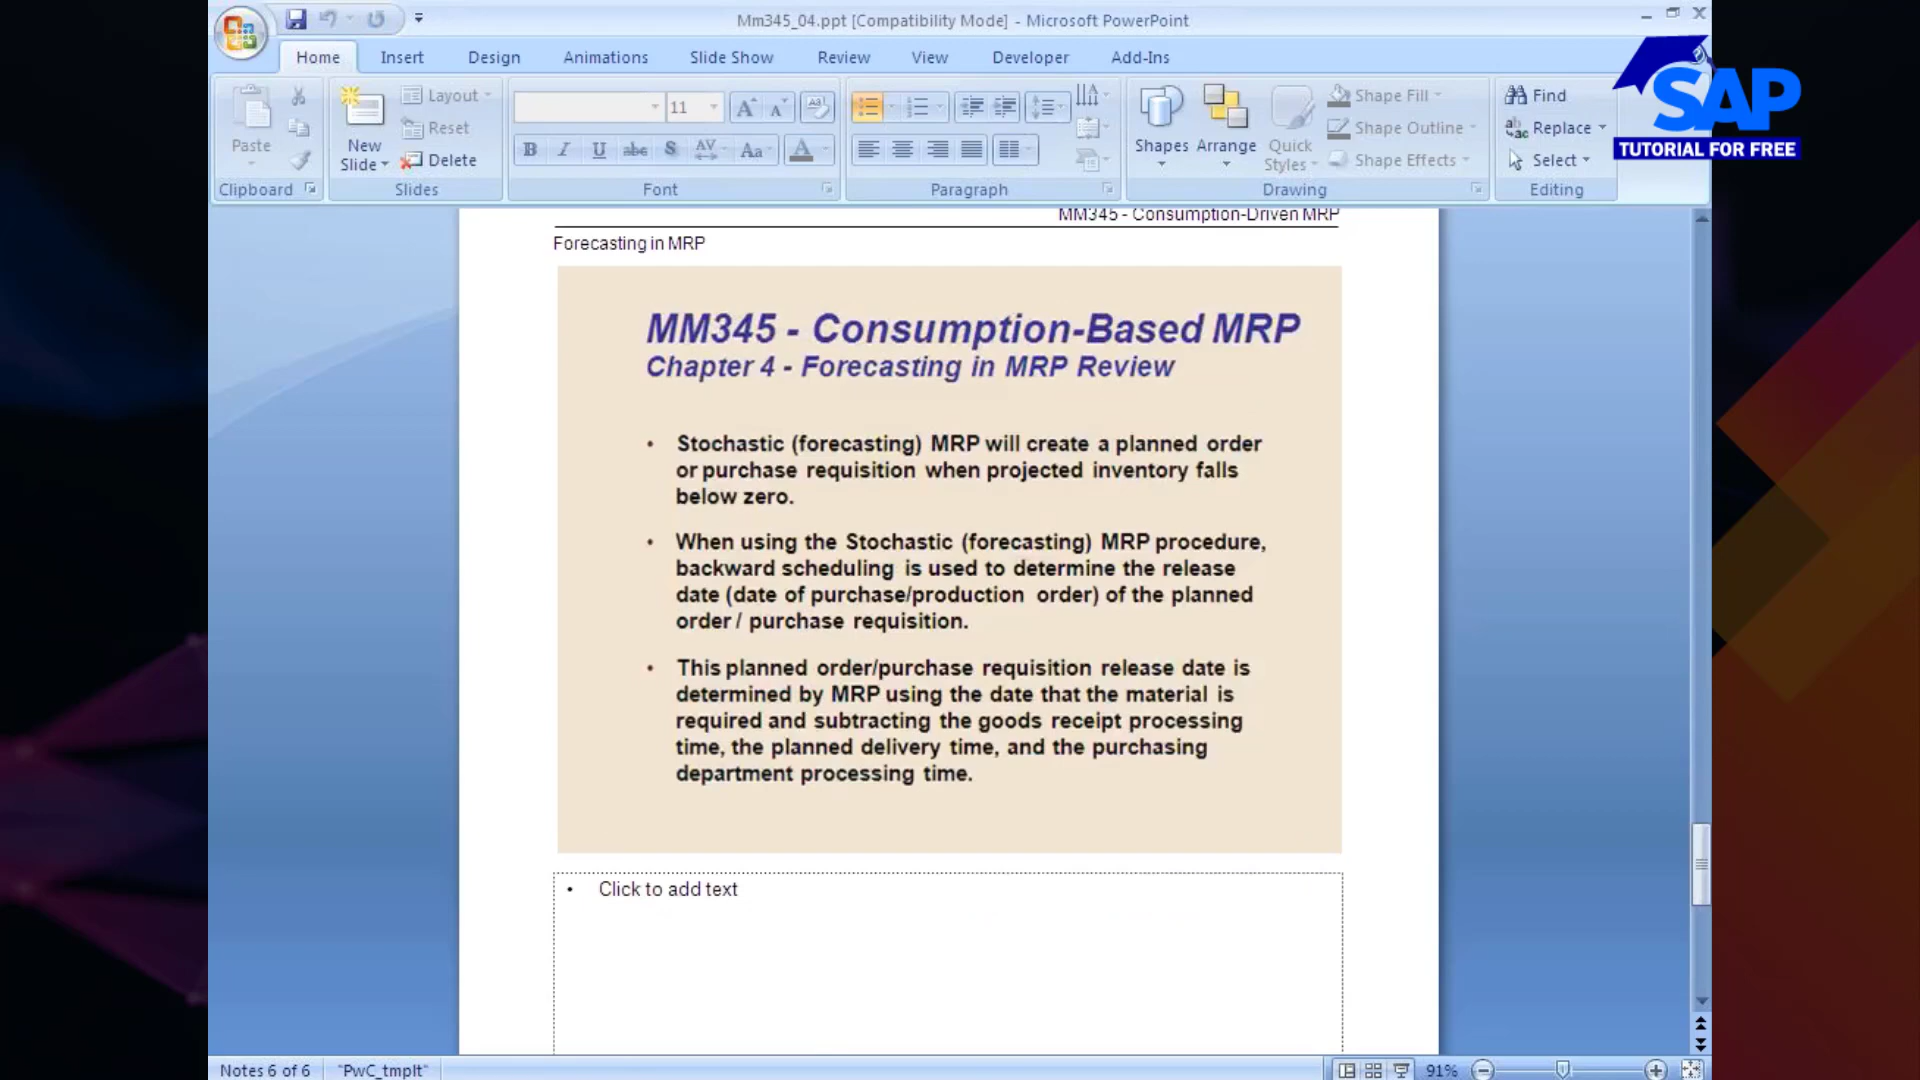 Mm345_04.ppt [Compatibility Mode] - Microsoft PowerPoint
Home Insert Design Animations Slide Show Review View Developer Add-Ins
SAP
TUTORIAL FOR FREE
Paste
New
Slide
Layout
Reset
Delete
11
B I U abc S AV Aa A
Shapes
Arrange
Quick
Styles
Shape Fill
Shape Outline
Shape Effects
Find
Replace
Select
Clipboard Slides Font Paragraph Drawing Editing
MM345 - Consumption-Driven MRP
Forecasting in MRP
MM345 - Consumption-Based MRP
Chapter 4 - Forecasting in MRP Review
• Stochastic (forecasting) MRP will create a planned order
or purchase requisition when projected inventory falls
below zero.
• When using the Stochastic (forecasting) MRP procedure,
backward scheduling is used to determine the release
date (date of purchase/production order) of the planned
order / purchase requisition.
• This planned order/purchase requisition release date is
determined by MRP using the date that the material is
required and subtracting the goods receipt processing
time, the planned delivery time, and the purchasing
department processing time.
• Click to add text
Notes 6 of 6 "PwC_tmplt" 91%